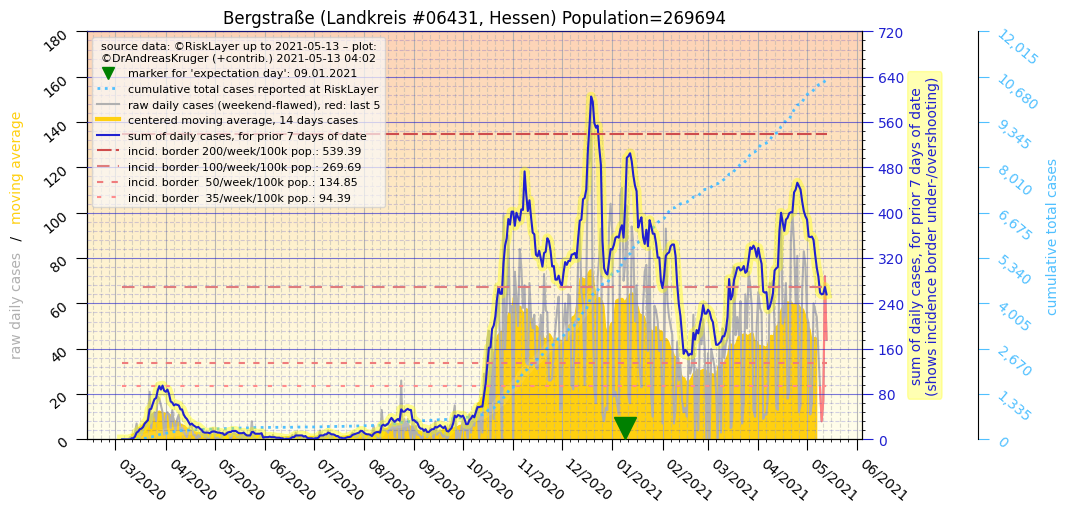 Bergstraße (Landkreis #06431, Hessen) Population=269694
source data: ©RiskLayer up to 2021-05-13 – plot:
©DrAndreasKruger (+contrib.) 2021-05-13 04:02
marker for 'expectation day': 09.01.2021
cumulative total cases reported at RiskLayer
raw daily cases (weekend-flawed), red: last 5
centered moving average, 14 days cases
sum of daily cases, for prior 7 days of date
incid. border 200/week/100k pop.: 539.39
incid. border 100/week/100k pop.: 269.69
incid. border  50/week/100k pop.: 134.85
incid. border  35/week/100k pop.: 94.39
raw daily cases  /  moving average
180
160
140
120
100
80
60
40
20
0
03/2020
04/2020
05/2020
06/2020
07/2020
08/2020
09/2020
10/2020
11/2020
12/2020
01/2021
02/2021
03/2021
04/2021
05/2021
06/2021
720
640
560
480
400
320
240
160
80
0
sum of daily cases, for prior 7 days of date
(shows incidence border under-/overshooting)
12,015
10,680
9,345
8,010
6,675
5,340
4,005
2,670
1,335
0
cumulative total cases